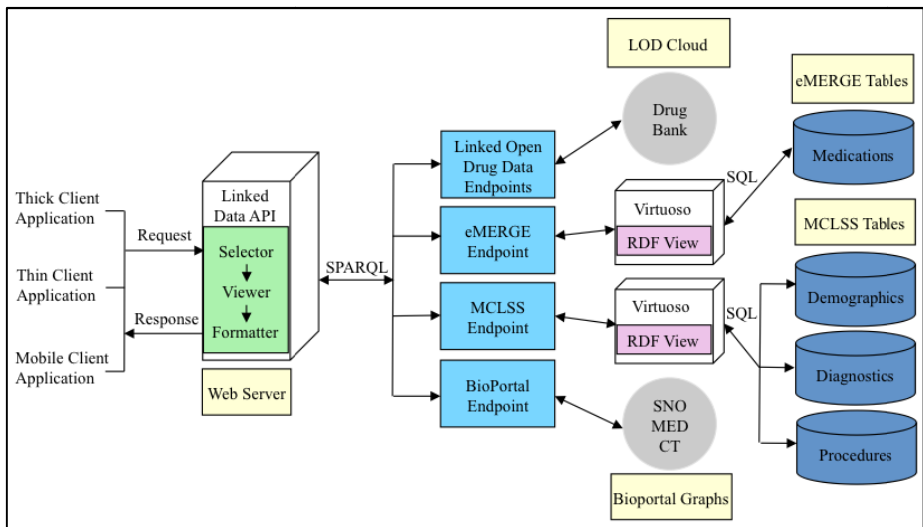 LOD Cloud
eMERGE Tables
Drug
Bank
Medications
Linked Open
Drug Data
Endpoints
SQL
Linked
Data API
Thick Client
Application
Virtuoso
RDF View
MCLSS Tables
Request
Selector
eMERGE
Endpoint
SPARQL
Thin Client
Application
Viewer
Demographics
MCLSS
Endpoint
Virtuoso
RDF View
SQL
Response
Formatter
Mobile Client
Application
Diagnostics
Web Server
BioPortal
Endpoint
SNO
MED
CT
Procedures
Bioportal Graphs